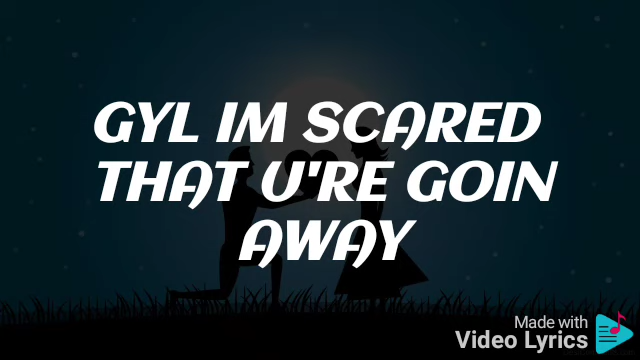 GYL IM SCARED
THAT U'RE GOIN
AWAY
Made with
Video Lyrics